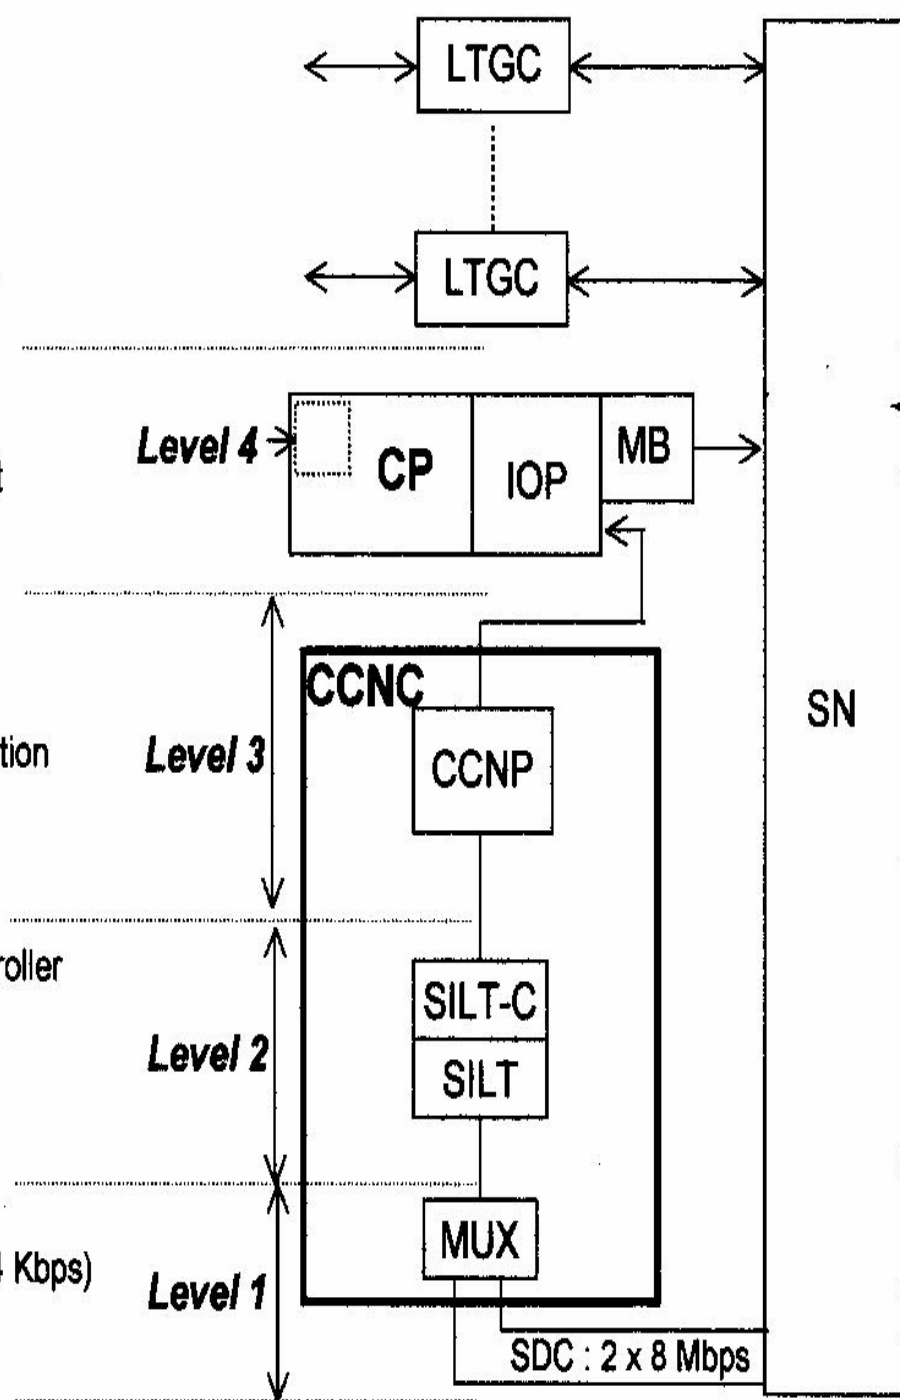 LTGC
LTGC
Level 4
CP
IOP
MB
t
CCNC
SN
tion
Level 3
CCNP
roller
SILT-C
Level 2
SILT
MUX
Kbps)
Level 1
SDC : 2 x 8 Mbps